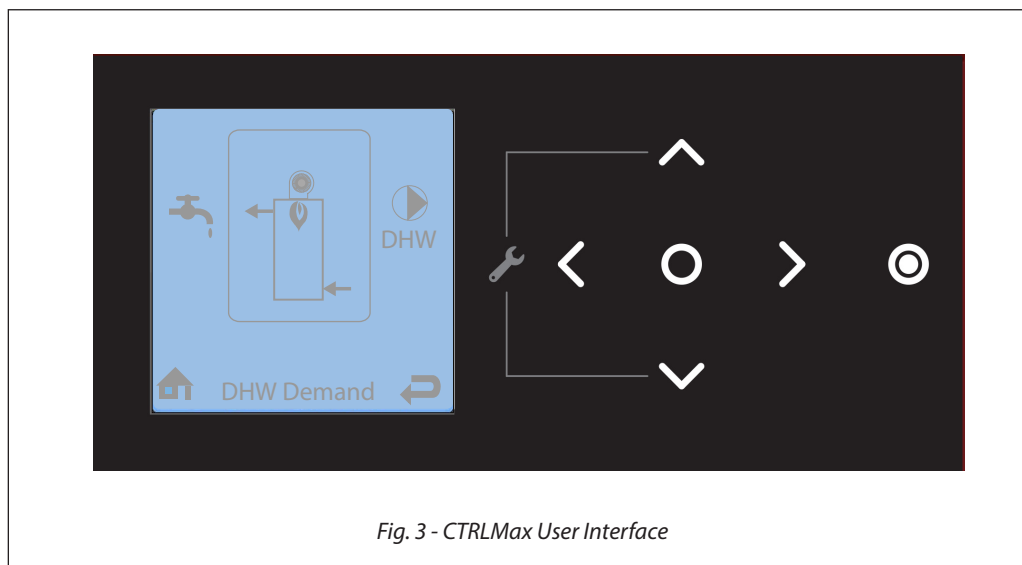 DHW
DHW Demand
Fig. 3 - CTRLMax User Interface